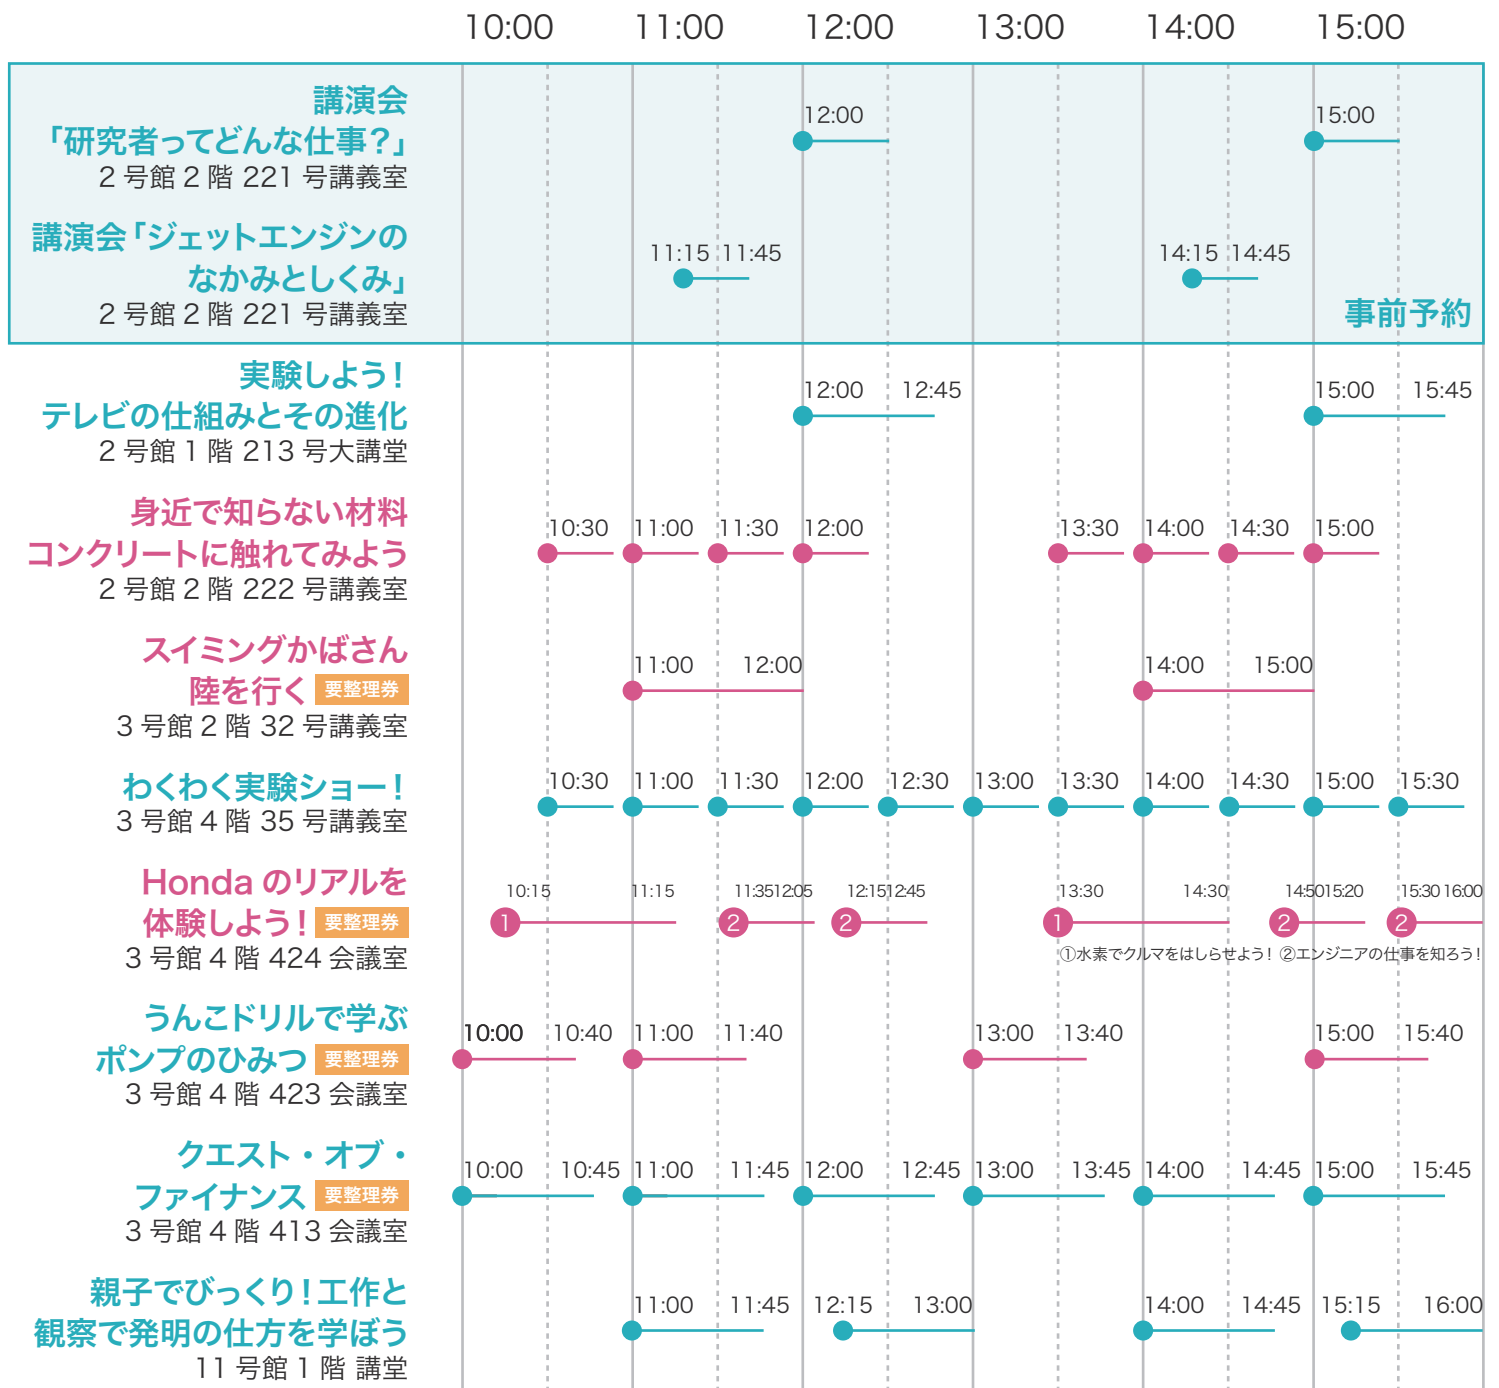 10:00 11:00 12:00 13:00 14:00 15:00
講演会
「研究者ってどんな仕事？」
2号館2階 221号講義室
12:00 15:00
講演会「ジェットエンジンの
なかみとしくみ」
2号館2階 221号講義室
11:15 11:45 14:15 14:45
事前予約
実験しよう！
テレビの仕組みとその進化
2号館1階 213号大講堂
12:00 12:45 15:00 15:45
身近で知らない材料
コンクリートに触れてみよう
2号館2階 222号講義室
10:30 11:00 11:30 12:00 13:30 14:00 14:30 15:00
スイミングかばさん
陸を行く 要整理券
3号館2階 32号講義室
11:00 12:00 14:00 15:00
わくわく実験ショー！
3号館4階 35号講義室
10:30 11:00 11:30 12:00 12:30 13:00 13:30 14:00 14:30 15:00 15:30
Hondaのリアルを
体験しよう！ 要整理券
3号館4階 424会議室
10:15 11:15 11:35 12:05 12:15 12:45 13:30 14:30 14:50 15:20 15:30 16:00
1 2 2 1 2 2
①水素でクルマをはしらせよう！ ②エンジニアの仕事を知ろう！
うんこドリルで学ぶ
ポンプのひみつ 要整理券
3号館4階 423会議室
10:00 10:40 11:00 11:40 13:00 13:40 15:00 15:40
クエスト・オブ・
ファイナンス 要整理券
3号館4階 413会議室
10:00 10:45 11:00 11:45 12:00 12:45 13:00 13:45 14:00 14:45 15:00 15:45
親子でびっくり！工作と
観察で発明の仕方を学ぼう
11号館1階 講堂
11:00 11:45 12:15 13:00 14:00 14:45 15:15 16:00